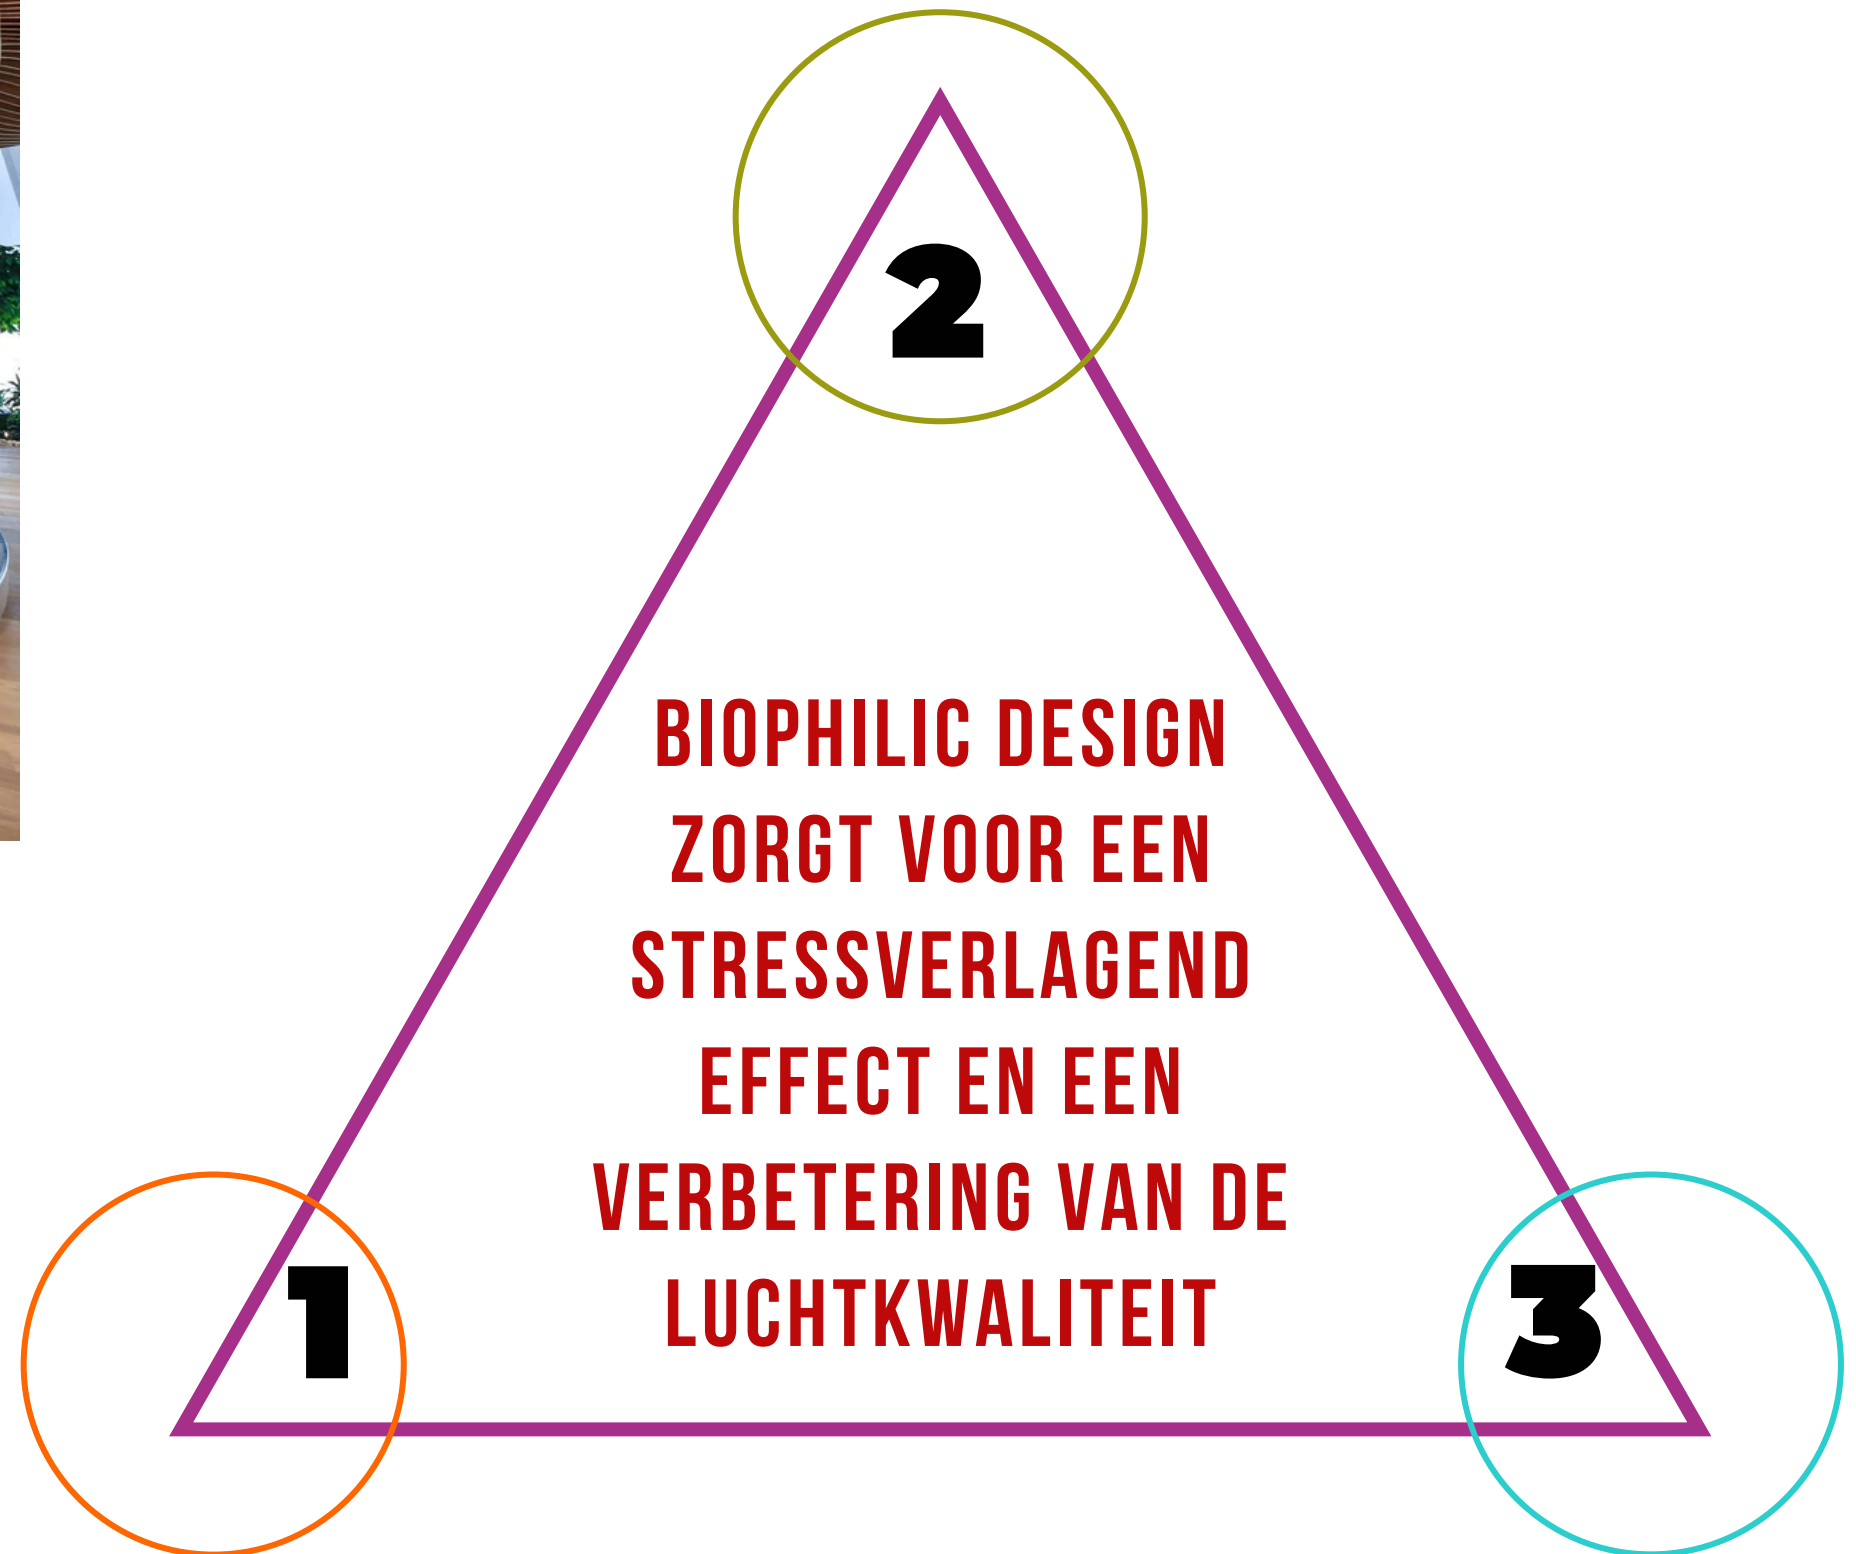 2
BIOPHILIC DESIGN
ZORGT VOOR EEN
STRESSVERLAGEND
EFFECT EN EEN
VERBETERING VAN DE
LUCHTKWALITEIT
1
3